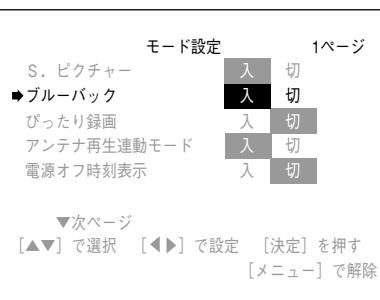 モード設定 1ページ
S．ピクチャー 入 切
➡ブルーバック 入 切
ぴったり録画 入 切
アンテナ再生連動モード 入 切
電源オフ時刻表示 入 切
▼次ページ
［▲▼］で選択 ［◀▶］で設定 ［決定］を押す
［メニュー］で解除